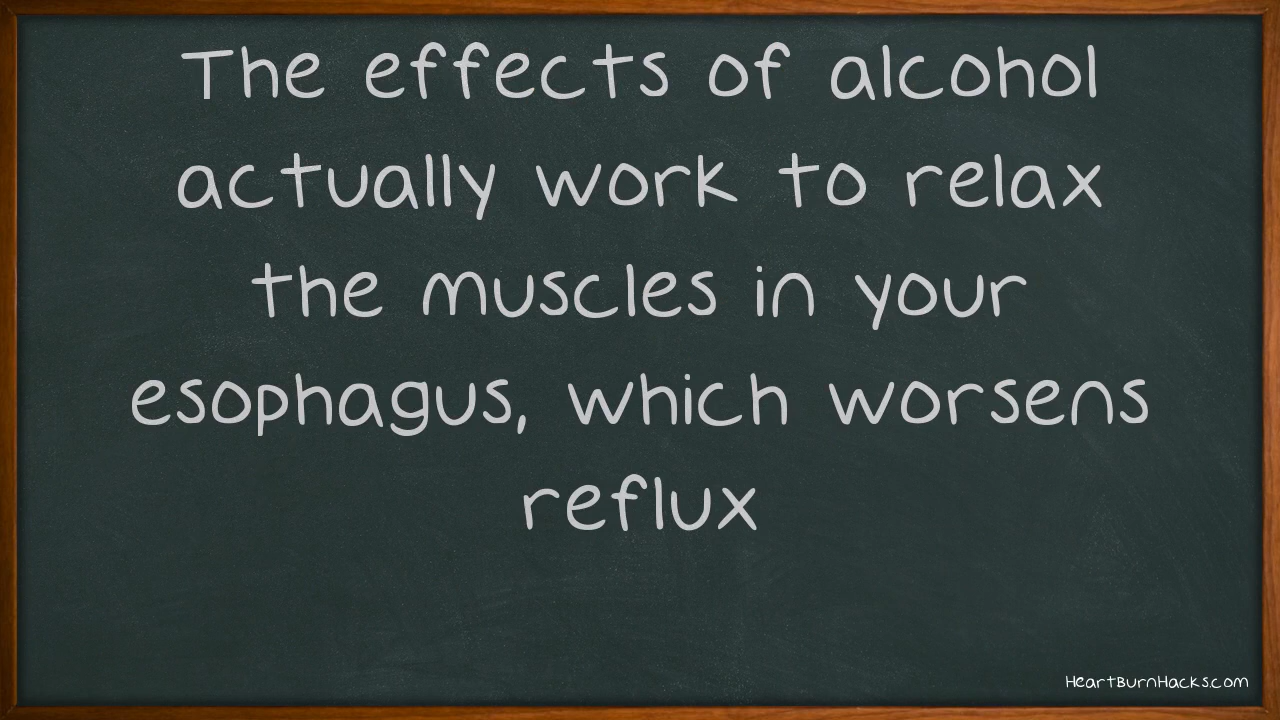 The effects of alcohol
actually work to relax
the muscles in your
esophagus, which worsens
reflux
HeartBurnHacks.com